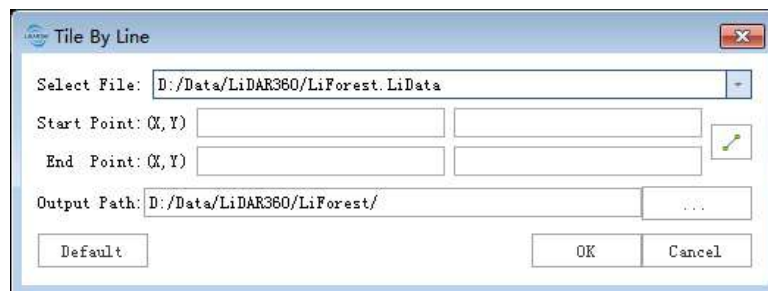 Tile By Line
Select File: D:/Data/LiDAR360/LiForest.LiData
Start Point:(X,Y)
End Point:(X,Y)
Output Path: D:/Data/LiDAR360/LiForest/ ...
Default OK Cancel